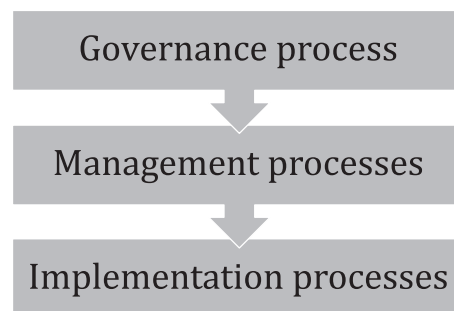 Governance process
Management processes
Implementation processes